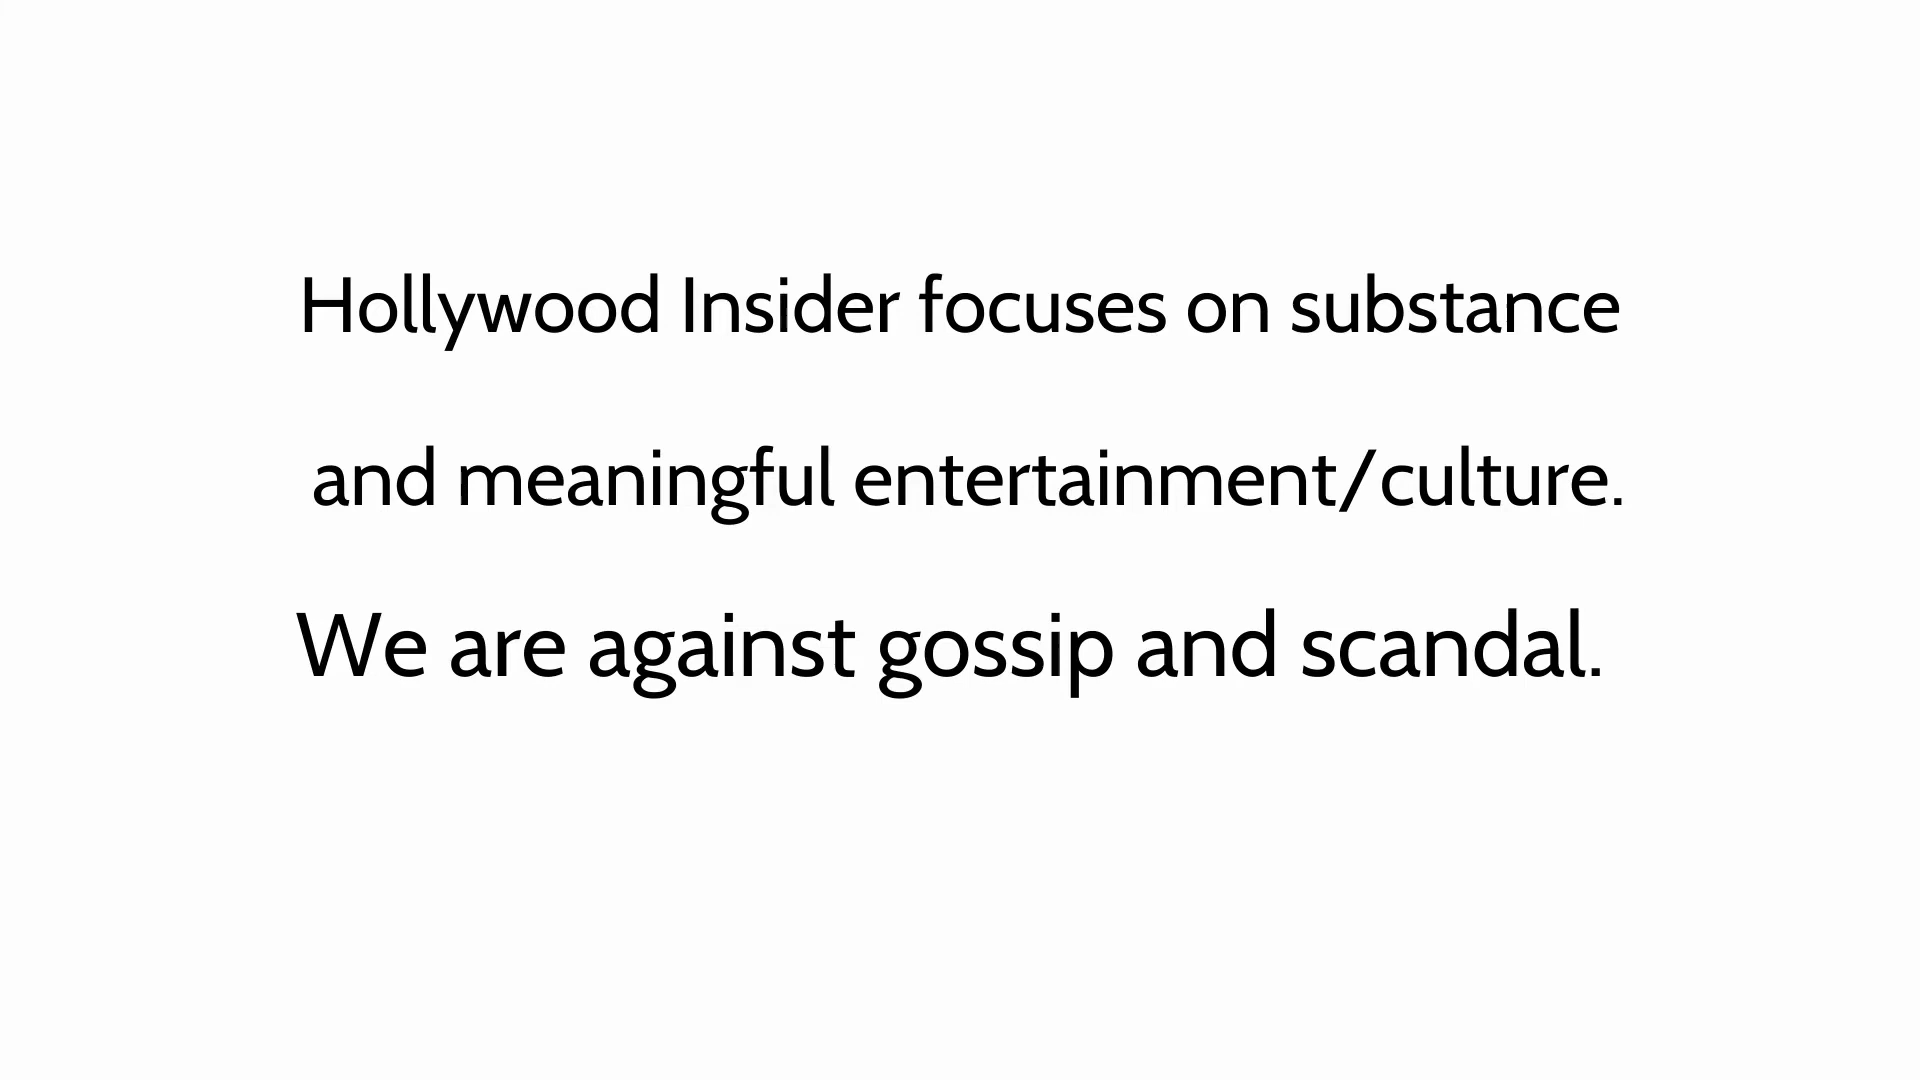 Hollywood Insider focuses on substance
and meaningful entertainment/culture.
We are against gossip and scandal.